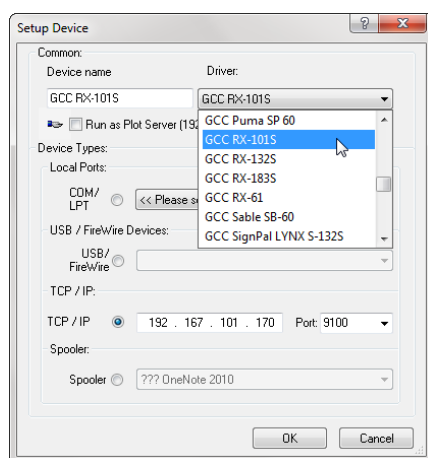 Setup Device
?
Common:
Device name
Driver:
GCC RX-101S
GCC RX-101S
Run as Plot Server (192
GCC Puma SP 60
GCC RX-101S
GCC RX-132S
GCC RX-183S
GCC RX-61
GCC Sable SB-60
GCC SignPal LYNX S-132S
Device Types:
Local Ports:
COM/
LPT
<< Please se
USB / FireWire Devices:
USB/
FireWire
TCP / IP:
TCP / IP
192 . 167 . 101 . 170
Port:
9100
Spooler:
Spooler
??? OneNote 2010
OK
Cancel